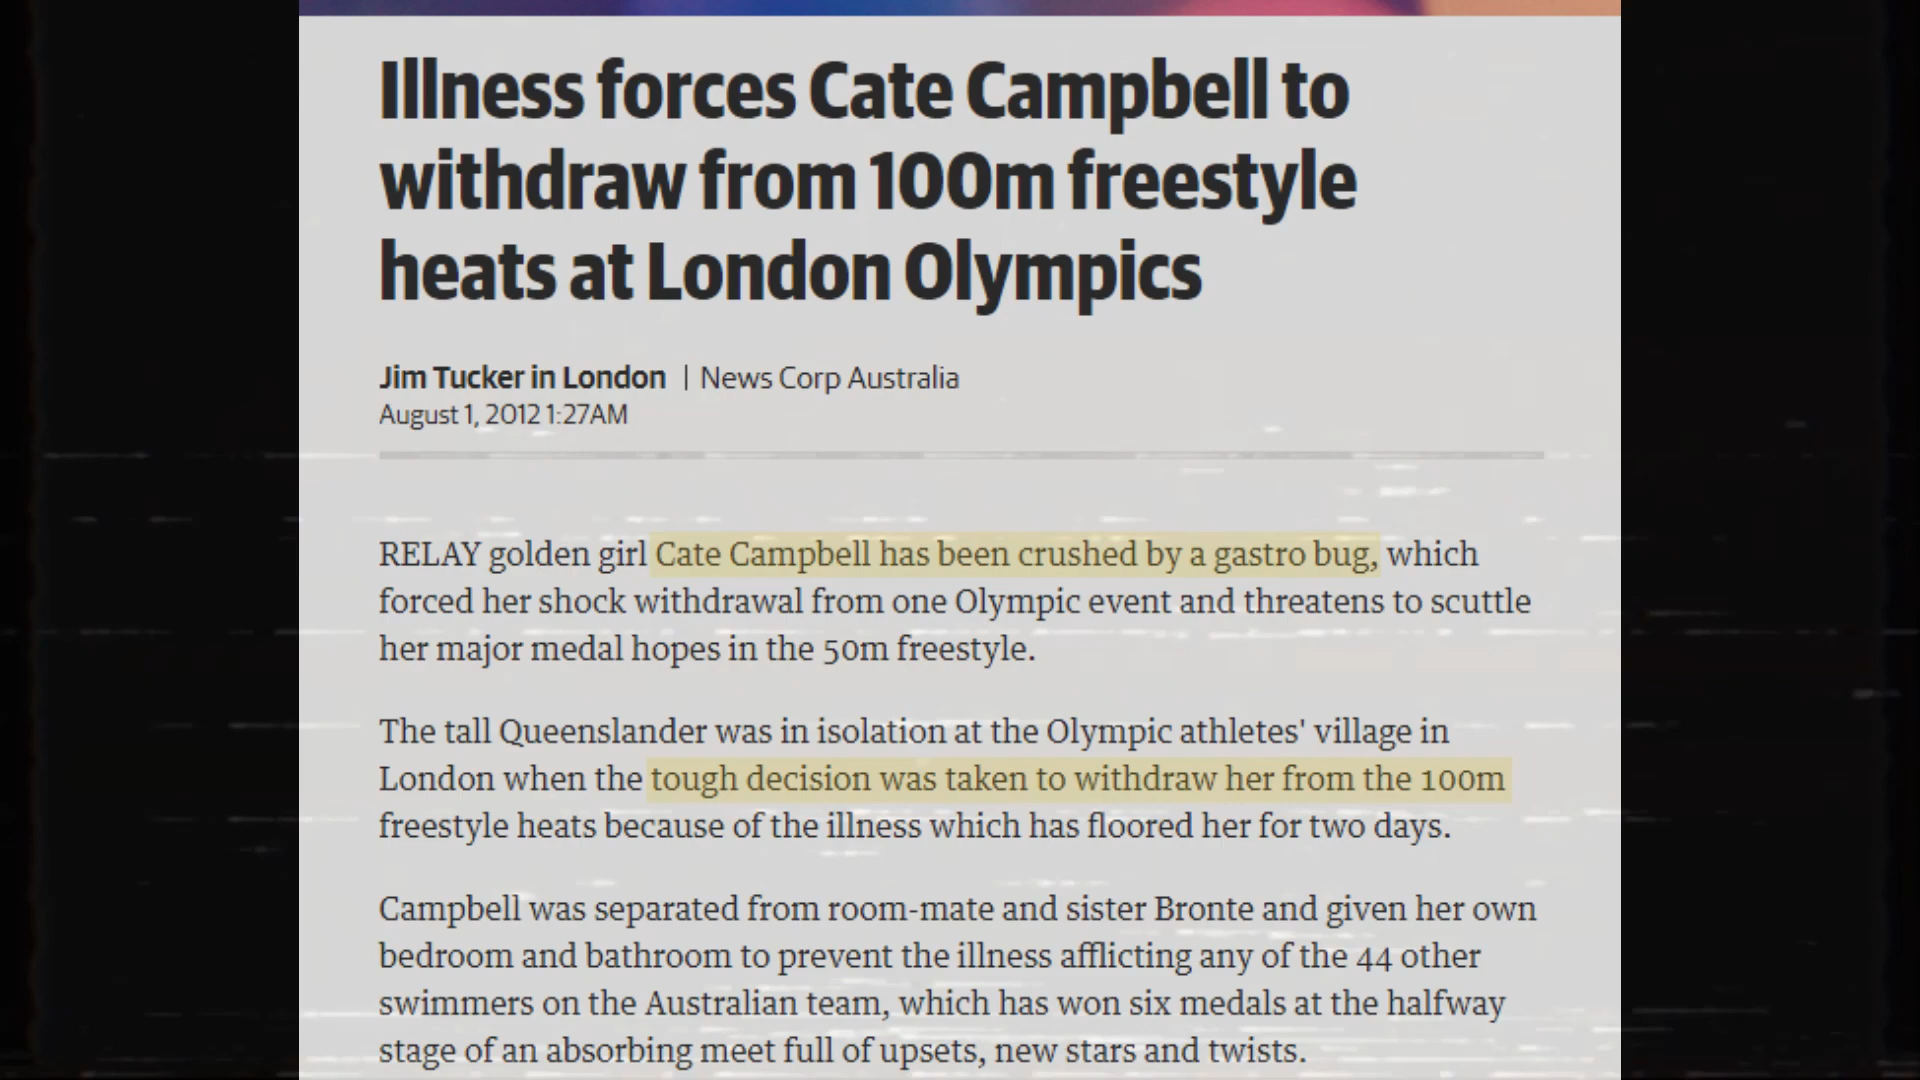 Illness forces Cate Campbell to
withdraw from 100m freestyle
heats at London Olympics
Jim Tucker in London | News Corp Australia
August 1, 2012 1:27AM
RELAY golden girl Cate Campbell has been crushed by a gastro bug, which
forced her shock withdrawal from one Olympic event and threatens to scuttle
her major medal hopes in the 50m freestyle.
The tall Queenslander was in isolation at the Olympic athletes' village in
London when the tough decision was taken to withdraw her from the 100m
freestyle heats because of the illness which has floored her for two days.
Campbell was separated from room-mate and sister Bronte and given her own
bedroom and bathroom to prevent the illness afflicting any of the 44 other
swimmers on the Australian team, which has won six medals at the halfway
stage of an absorbing meet full of upsets, new stars and twists.